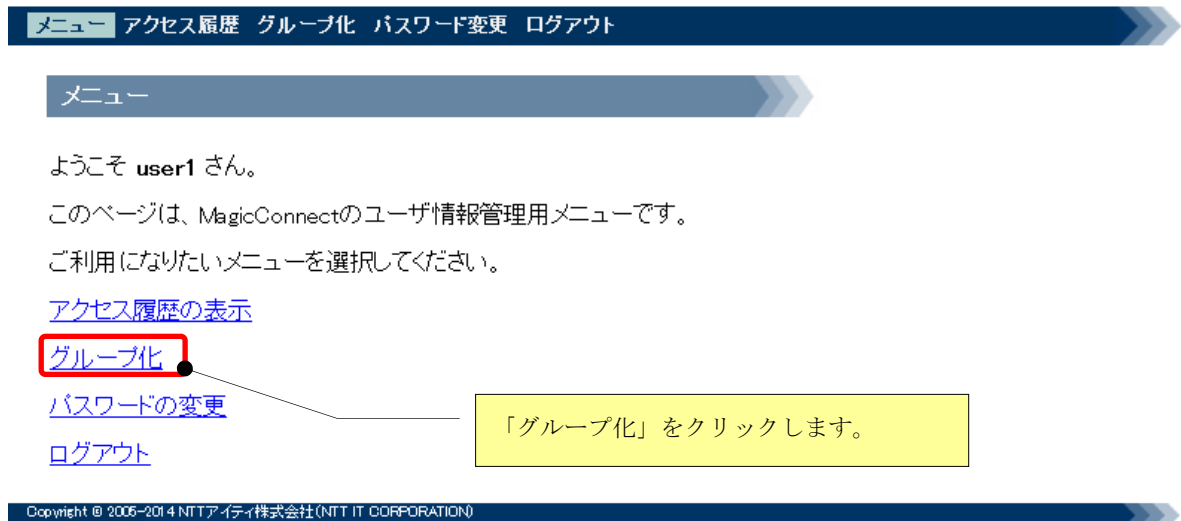 メニュー アクセス履歴 グループ化 パスワード変更 ログアウト
メニュー
ようこそ user1 さん。
このページは、MagicConnectのユーザ情報管理用メニューです。
ご利用になりたいメニューを選択してください。
アクセス履歴の表示
グループ化
パスワードの変更
「グループ化」をクリックします。
ログアウト
Copyright © 2005-2014 NTTアイティ株式会社(NTT IT CORPORATION)